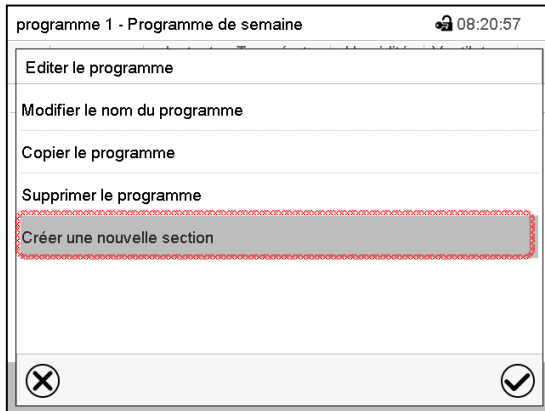 programme 1 - Programme de semaine 08:20:57
Editer le programme
Modifier le nom du programme
Copier le programme
Supprimer le programme
Créer une nouvelle section